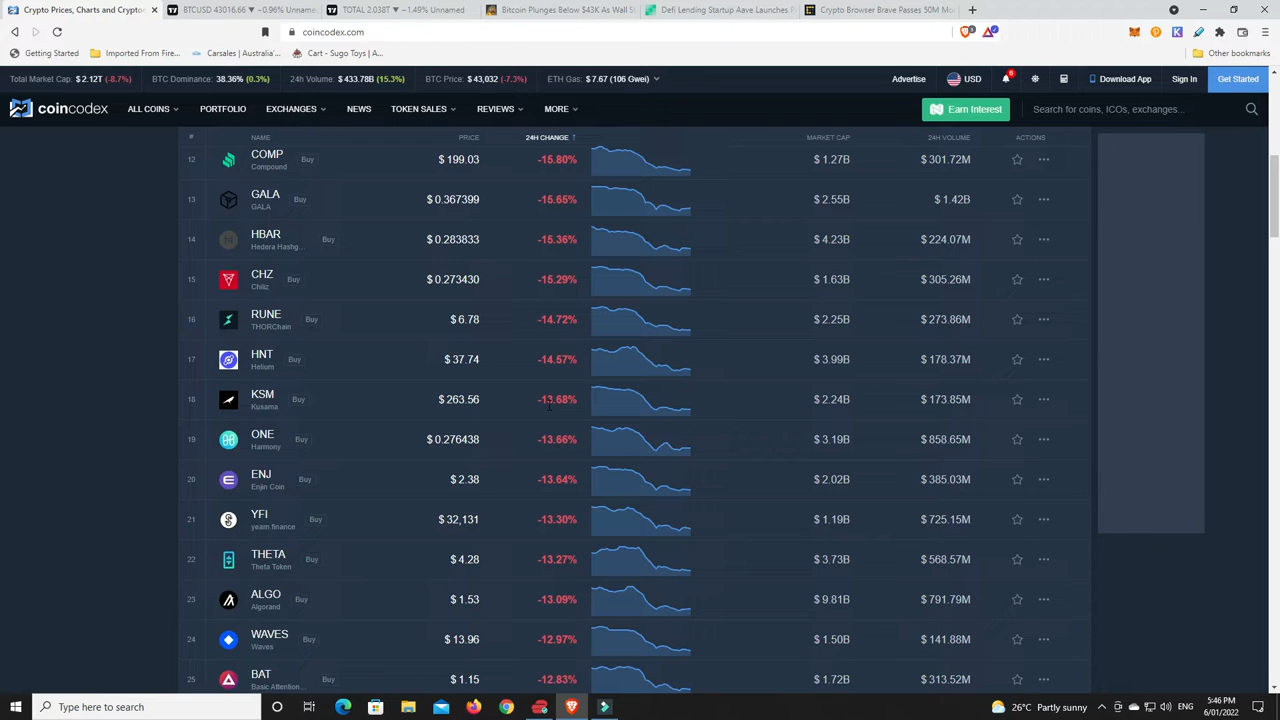 Crypto Prices, Charts and Cryptoc
BTCUSD 43016.66 ▼ −0.96% Unname
TOTAL 2.038T ▼ −1.49% Unnamed
Bitcoin Plunges Below $43K As Wall S
Defi Lending Startup Aave Launches P
Crypto Browser Brave Passes 50M Mo
coincodex.com
Getting Started
Imported From Fire...
Carsales | Australia'...
Cart - Sugo Toys | A...
Other bookmarks
Total Market Cap: $ 2.12T (-8.7%) BTC Dominance: 38.36% (0.3%) 24h Volume: $ 433.78B (15.3%) BTC Price: $ 43,032 (-7.3%) ETH Gas: $ 7.67 (106 Gwei) Advertise USD 6 Download App Sign In Get Started
coincodex ALL COINS PORTFOLIO EXCHANGES NEWS TOKEN SALES REVIEWS MORE Earn Interest Search for coins, ICOs, exchanges...
# NAME PRICE 24H CHANGE ↑ MARKET CAP 24H VOLUME ACTIONS
12 COMP Buy $ 199.03 -15.80% $ 1.27B $ 301.72M
Compound
13 GALA Buy $ 0.367399 -15.65% $ 2.55B $ 1.42B
GALA
14 HBAR Buy $ 0.283833 -15.36% $ 4.23B $ 224.07M
Hedera Hashg...
15 CHZ Buy $ 0.273430 -15.29% $ 1.63B $ 305.26M
Chiliz
16 RUNE Buy $ 6.78 -14.72% $ 2.25B $ 273.86M
THORChain
17 HNT Buy $ 37.74 -14.57% $ 3.99B $ 178.37M
Helium
18 KSM Buy $ 263.56 -13.68% $ 2.24B $ 173.85M
Kusama
19 ONE Buy $ 0.276438 -13.66% $ 3.19B $ 858.65M
Harmony
20 ENJ Buy $ 2.38 -13.64% $ 2.02B $ 385.03M
Enjin Coin
21 YFI Buy $ 32,131 -13.30% $ 1.19B $ 725.15M
yearn.finance
22 THETA Buy $ 4.28 -13.27% $ 3.73B $ 568.57M
Theta Token
23 ALGO Buy $ 1.53 -13.09% $ 9.81B $ 791.79M
Algorand
24 WAVES Buy $ 13.96 -12.97% $ 1.50B $ 141.88M
Waves
25 BAT Buy $ 1.15 -12.83% $ 1.72B $ 313.52M
Basic Attention...
Type here to search
26°C Partly sunny
5:46 PM
6/01/2022